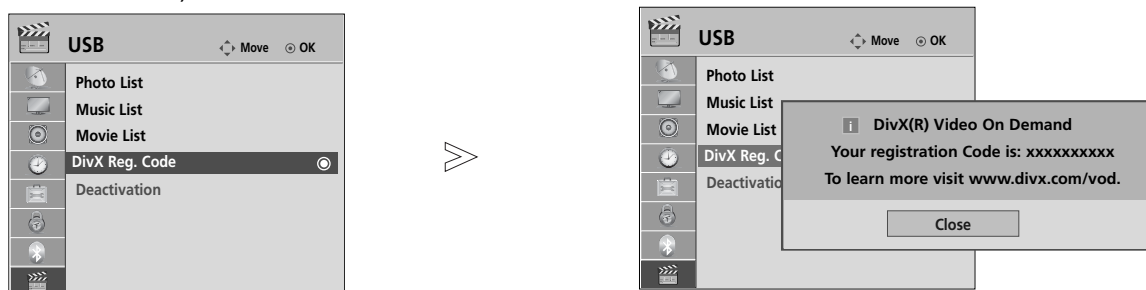 USB
Move OK
Photo List
Music List
Movie List
DivX Reg. Code
Deactivation
USB
Move OK
Photo List
Music List
Movie List
DivX Reg. C
Deactivatio
i DivX(R) Video On Demand
Your registration Code is: xxxxxxxxxx
To learn more visit www.divx.com/vod.
Close